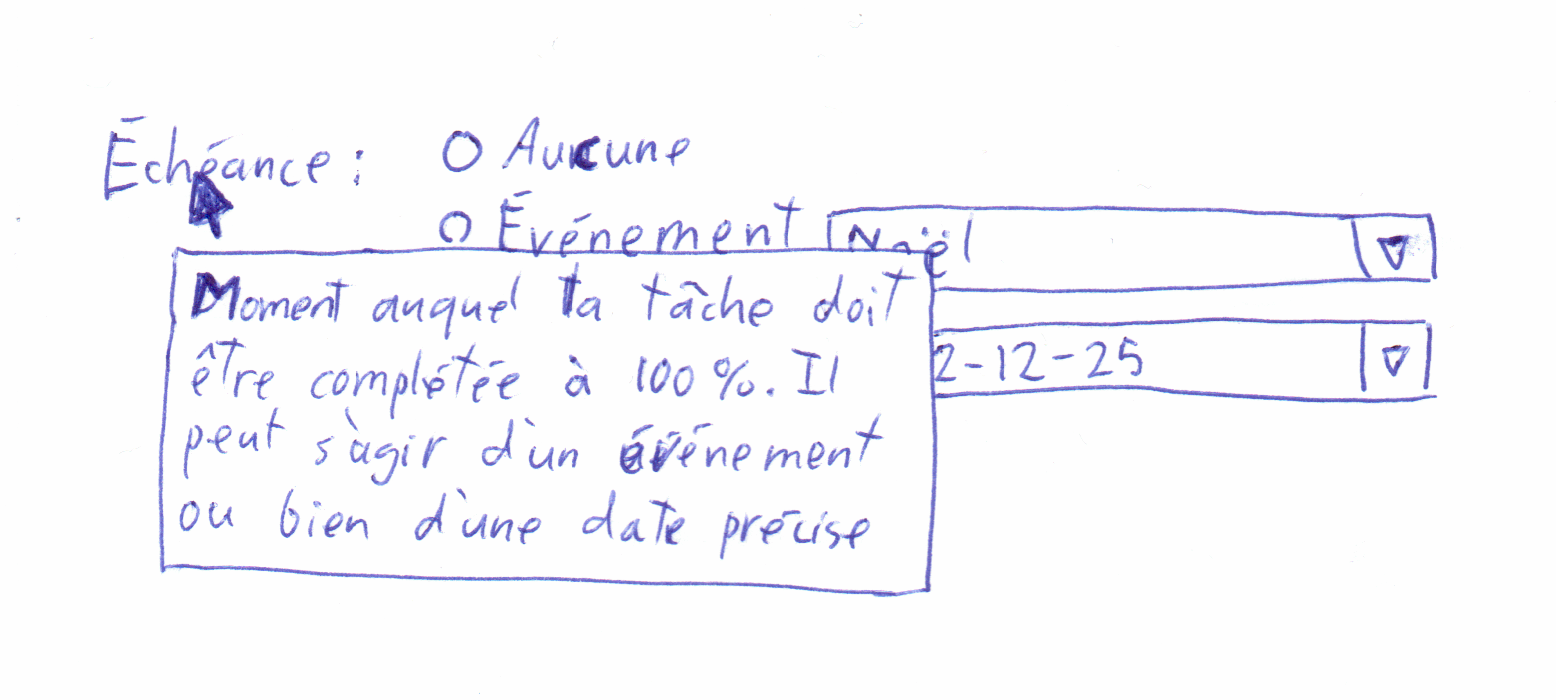 Échéance : O Aucune
O Événement Noël
Moment auquel la tâche doit
2-12-25
être complétée à 100 %. Il
peut s'agir d'un événement
ou bien d'une date précise